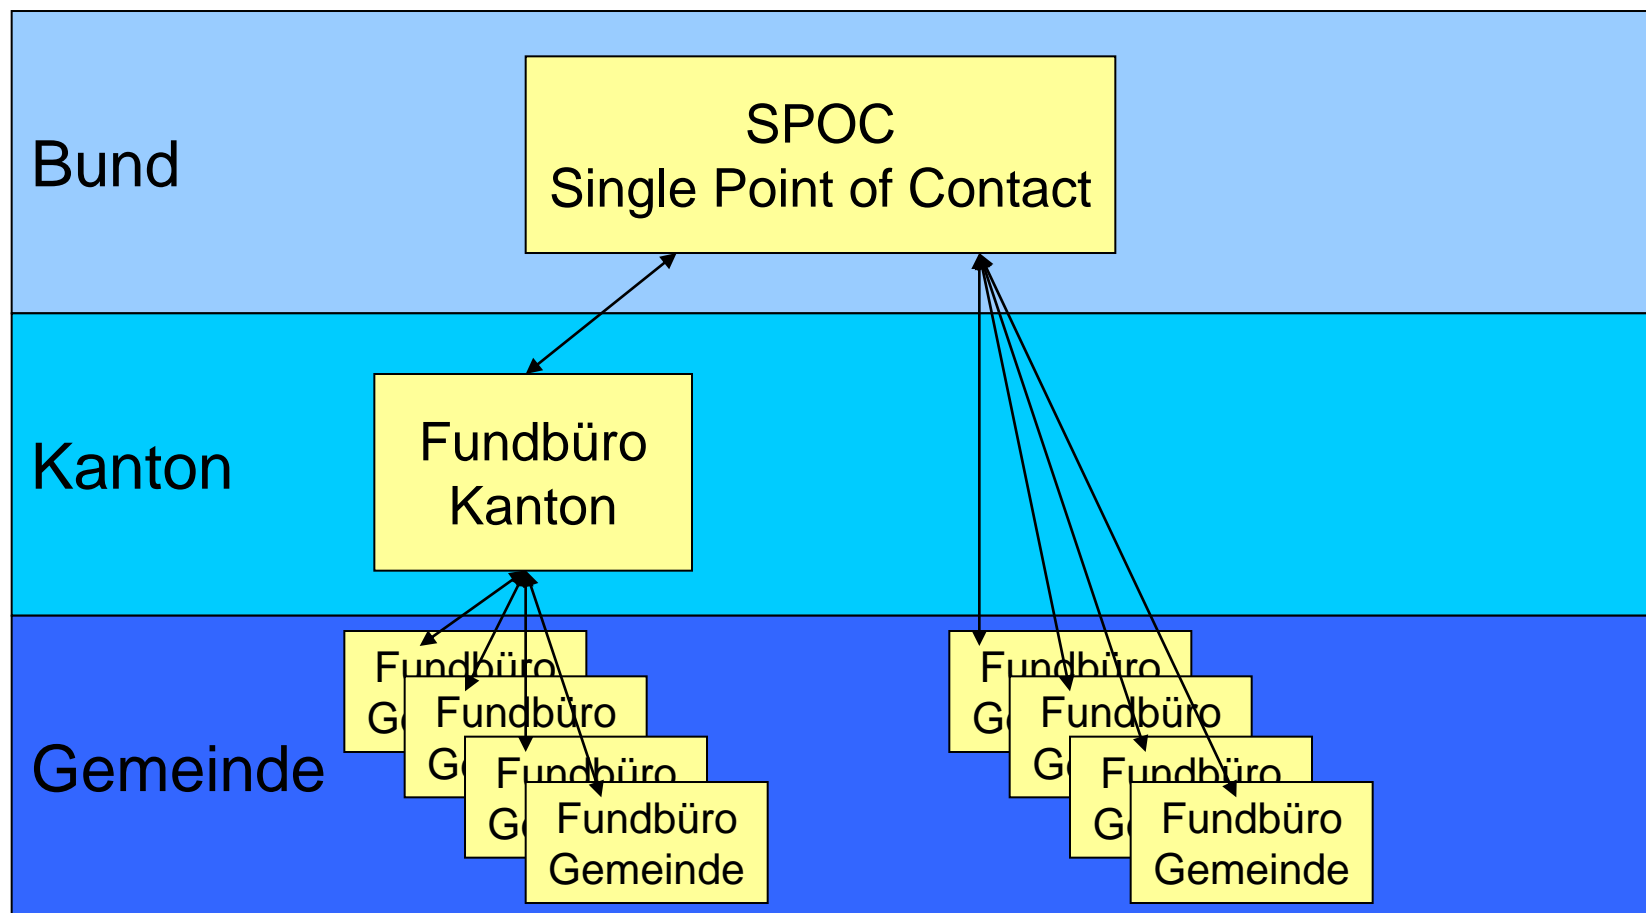 SPOC
Single Point of Contact
Bund
Fundbüro
Kanton
Kanton
Fundbüro
Fundbüro
Fundbüro
Fundbüro
Gemeinde
Fundbüro
Fundbüro
Fundbüro
Fundbüro
Gemeinde
Gemeinde